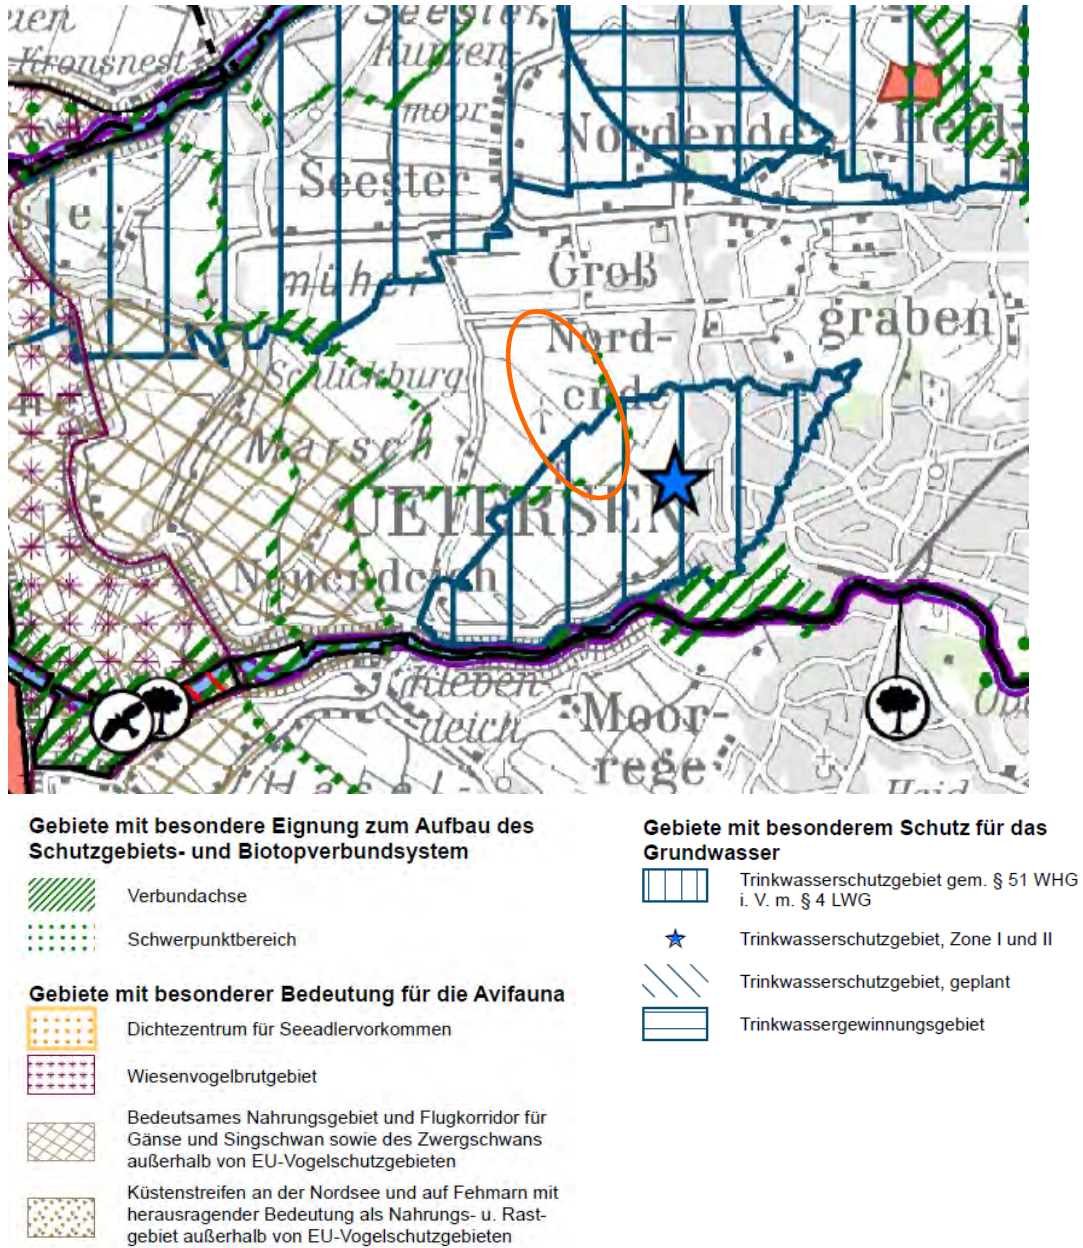 Seester
Kronsnest
Kurzen-
moor
Nordende
Heid-
Seester
müher
Groß
Nord-
ende
graben
Schlickburg
Marsch
UETERSEN
Neuendeich
deich
Moor-
rege
Gebiete mit besondere Eignung zum Aufbau des
Schutzgebiets- und Biotopverbundsystem
Verbundachse
Schwerpunktbereich
Gebiete mit besonderer Bedeutung für die Avifauna
Dichtezentrum für Seeadlervorkommen
Wiesenvogelbrutgebiet
Bedeutsames Nahrungsgebiet und Flugkorridor für
Gänse und Singschwan sowie des Zwergschwans
außerhalb von EU-Vogelschutzgebieten
Küstenstreifen an der Nordsee und auf Fehmarn mit
herausragender Bedeutung als Nahrungs- u. Rast-
gebiet außerhalb von EU-Vogelschutzgebieten
Gebiete mit besonderem Schutz für das
Grundwasser
Trinkwasserschutzgebiet gem. § 51 WHG
i. V. m. § 4 LWG
Trinkwasserschutzgebiet, Zone I und II
Trinkwasserschutzgebiet, geplant
Trinkwassergewinnungsgebiet